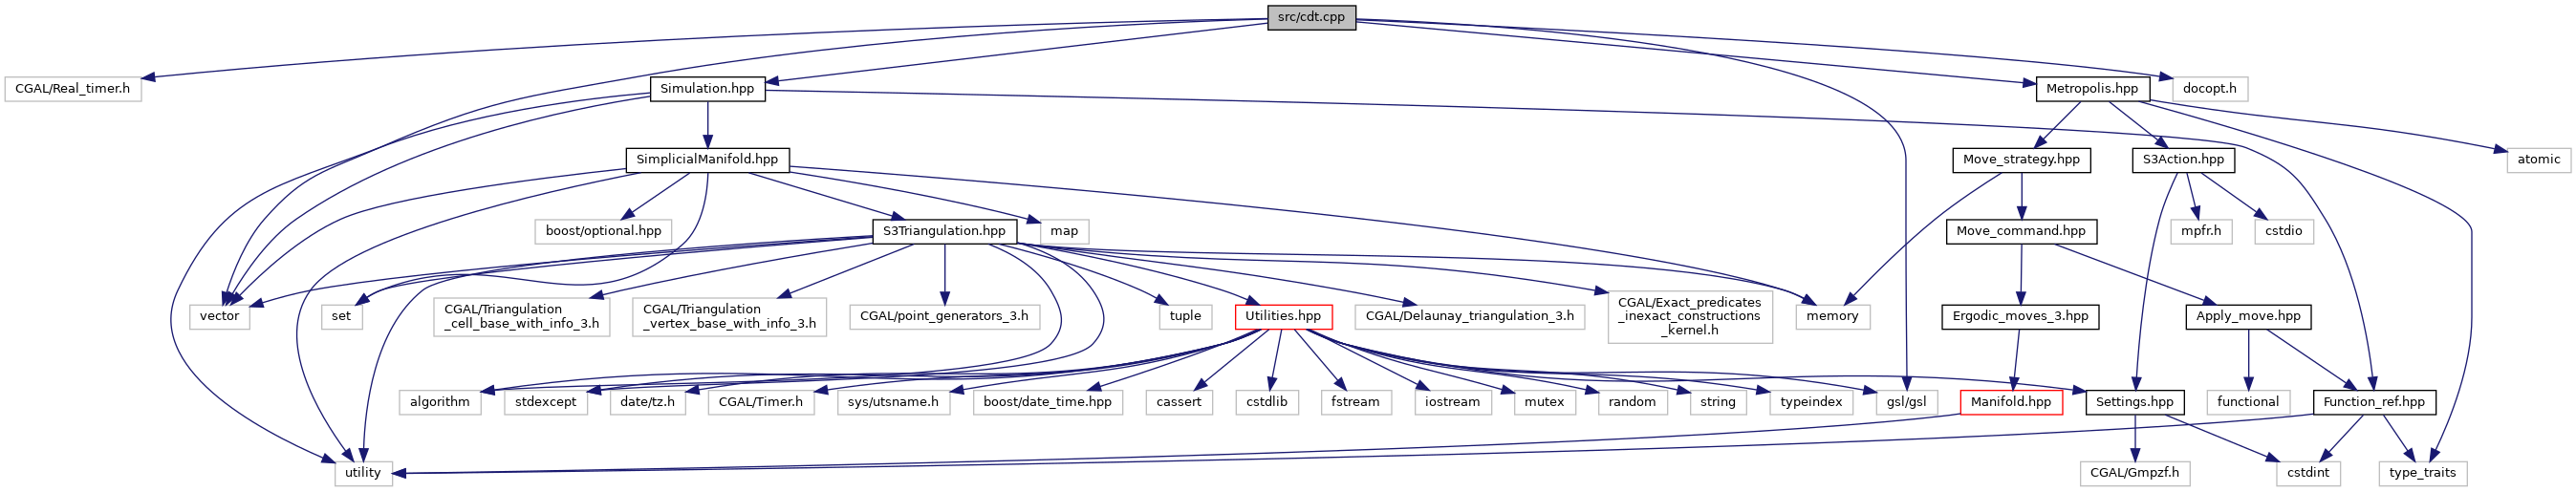 src/cdt.cpp
CGAL/Real_timer.h
Simulation.hpp
Metropolis.hpp
docopt.h
SimplicialManifold.hpp
Move_strategy.hpp
S3Action.hpp
atomic
boost/optional.hpp
S3Triangulation.hpp
map
Move_command.hpp
mpfr.h
cstdio
vector
set
CGAL/Triangulation
_cell_base_with_info_3.h
CGAL/Triangulation
_vertex_base_with_info_3.h
CGAL/point_generators_3.h
tuple
Utilities.hpp
CGAL/Delaunay_triangulation_3.h
CGAL/Exact_predicates
_inexact_constructions
_kernel.h
memory
Ergodic_moves_3.hpp
Apply_move.hpp
algorithm
stdexcept
date/tz.h
CGAL/Timer.h
sys/utsname.h
boost/date_time.hpp
cassert
cstdlib
fstream
iostream
mutex
random
string
typeindex
gsl/gsl
Manifold.hpp
Settings.hpp
functional
Function_ref.hpp
utility
CGAL/Gmpzf.h
cstdint
type_traits